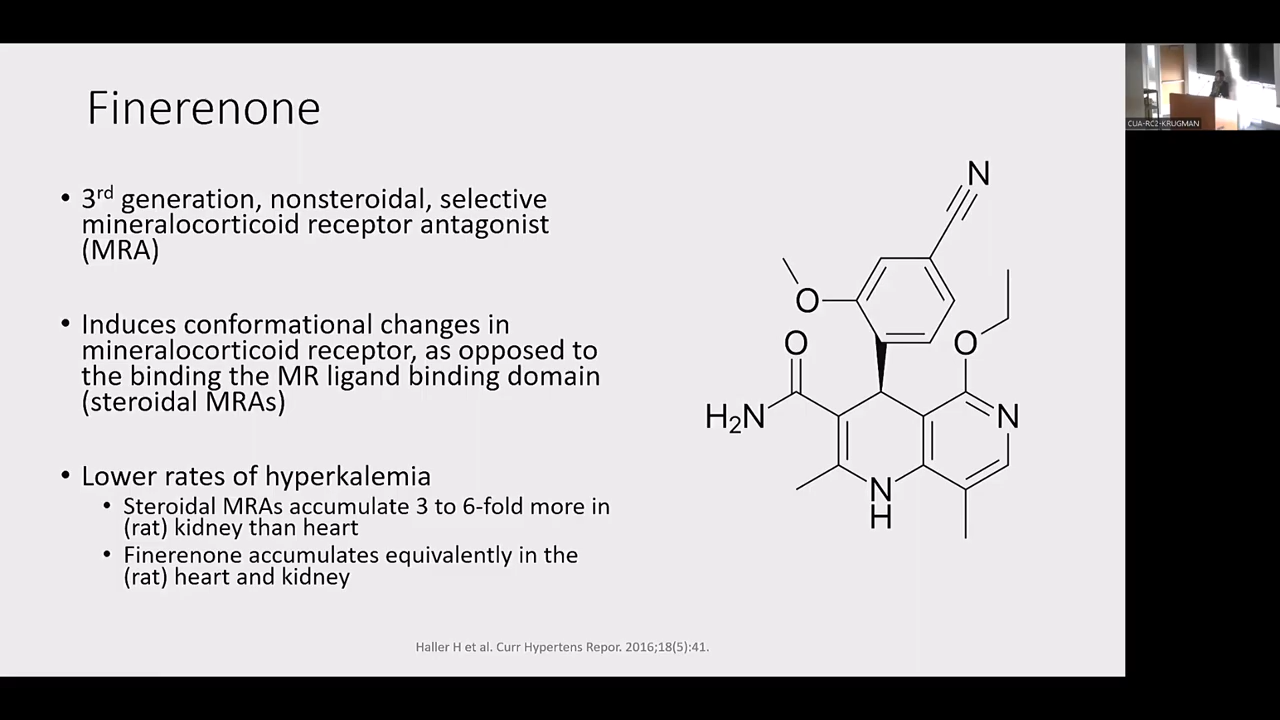 Finerenone
• 3rd generation, nonsteroidal, selective
mineralocorticoid receptor antagonist
(MRA)
• Induces conformational changes in
mineralocorticoid receptor, as opposed to
the binding the MR ligand binding domain
(steroidal MRAs)
• Lower rates of hyperkalemia
• Steroidal MRAs accumulate 3 to 6-fold more in
(rat) kidney than heart
• Finerenone accumulates equivalently in the
(rat) heart and kidney
N
O
O
O
H₂N
N
N
H
Haller H et al. Curr Hypertens Repor. 2016;18(5):41.
CUA-RC2-KRUGMAN